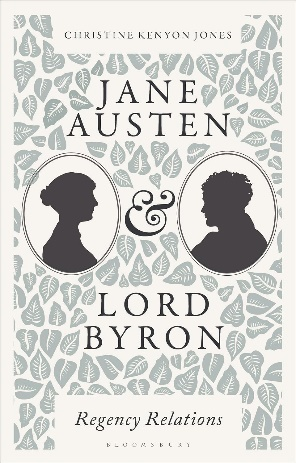 CHRISTINE KENYON JONES
JANE
AUSTEN
&
LORD
BYRON
Regency Relations
BLOOMSBURY